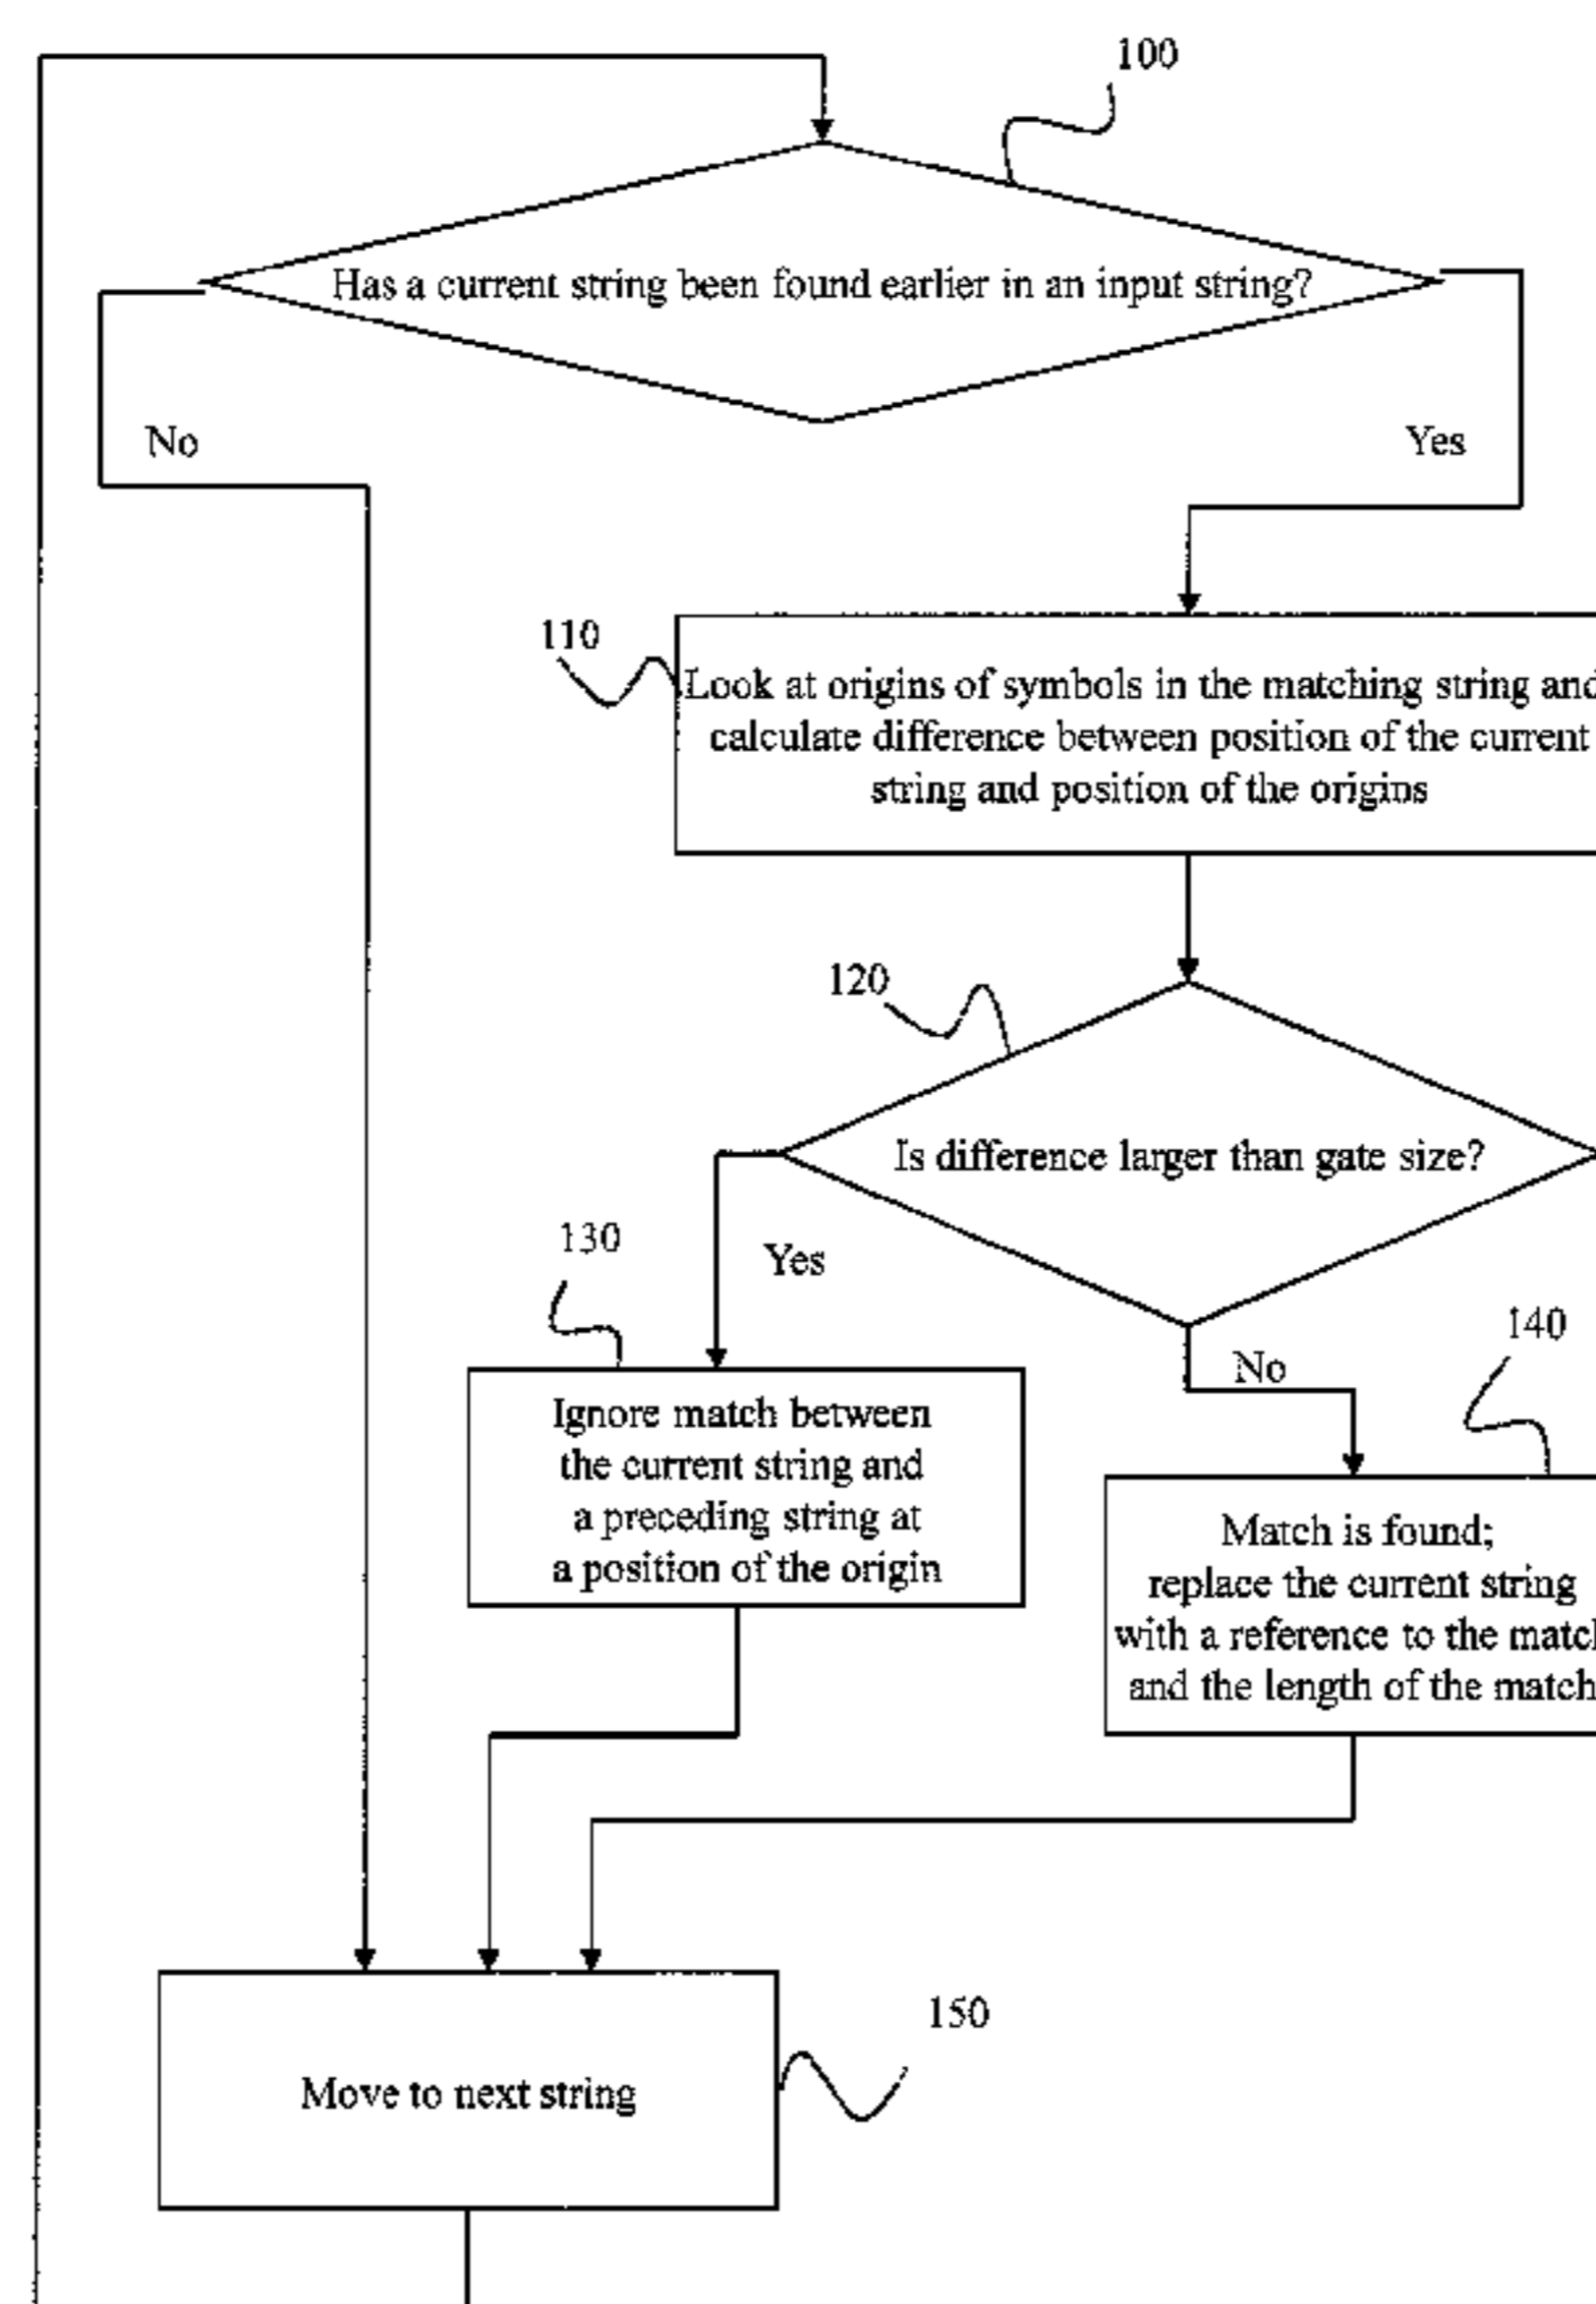 100
Has a current string been found earlier in an input string?
No
Yes
110
Look at origins of symbols in the matching string and
calculate difference between position of the current
string and position of the origins
120
Is difference larger than gate size?
130
Yes
140
No
Ignore match between
the current string and
a preceding string at
a position of the origin
Match is found;
replace the current string
with a reference to the match
and the length of the match
150
Move to next string